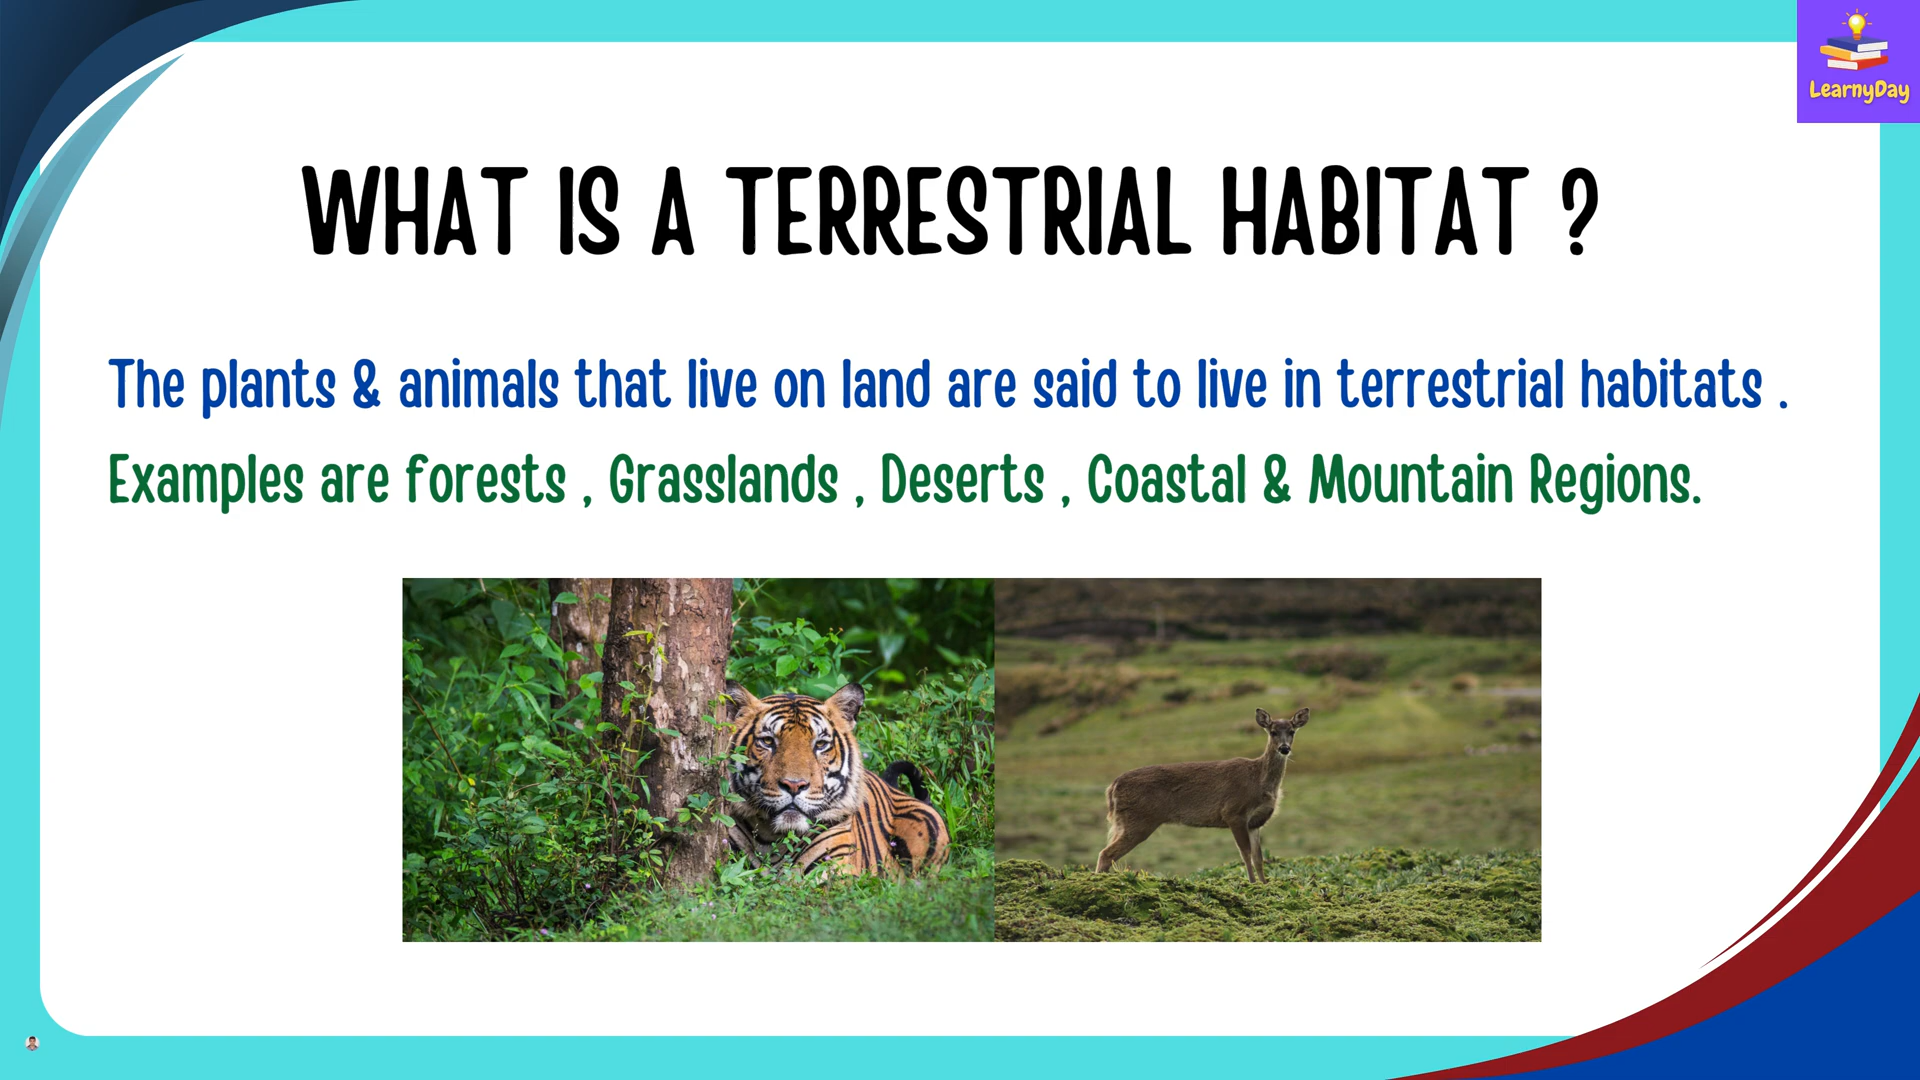 LearnyDay
WHAT IS A TERRESTRIAL HABITAT ?
The plants & animals that live on land are said to live in terrestrial habitats .
Examples are forests , Grasslands , Deserts , Coastal & Mountain Regions.